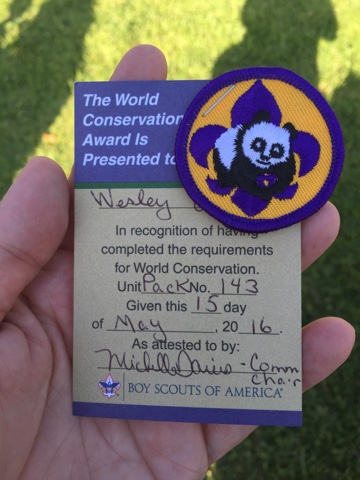 The World
Conservation
Award Is
Presented to
Wesley
In recognition of having
completed the requirements
for World Conservation.
Unit Pack No. 143
Given this 15 day
of May, 2016.
As attested to by:
Michelle Davis - Comm
chair
BOY SCOUTS OF AMERICA